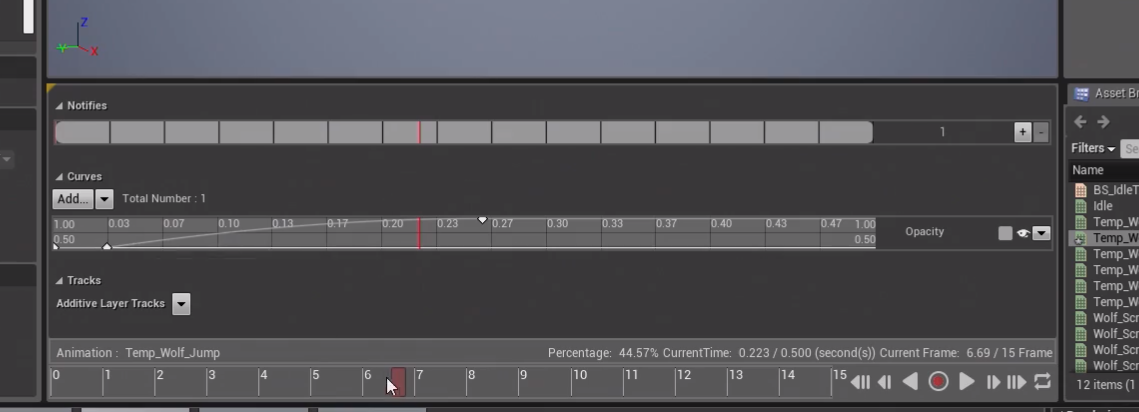 Z
Y X
Notifies
1 + -
Asset Br
Filters
Name
Curves
Add... Total Number : 1
BS_IdleT
Idle
1.00 0.03 0.07 0.10 0.13 0.17 0.20 0.23 0.27 0.30 0.33 0.37 0.40 0.43 0.47 1.00
0.50 0.50
Opacity
Temp_W
Temp_W
Temp_W
Temp_W
Temp_W
Temp_W
Tracks
Additive Layer Tracks
Wolf_Scr
Wolf_Scr
Wolf_Scr
Wolf_Scr
Animation : Temp_Wolf_Jump
Percentage: 44.57% CurrentTime: 0.223 / 0.500 (second(s)) Current Frame: 6.69 / 15 Frame
0 1 2 3 4 5 6 7 8 9 10 11 12 13 14 15
12 items (1